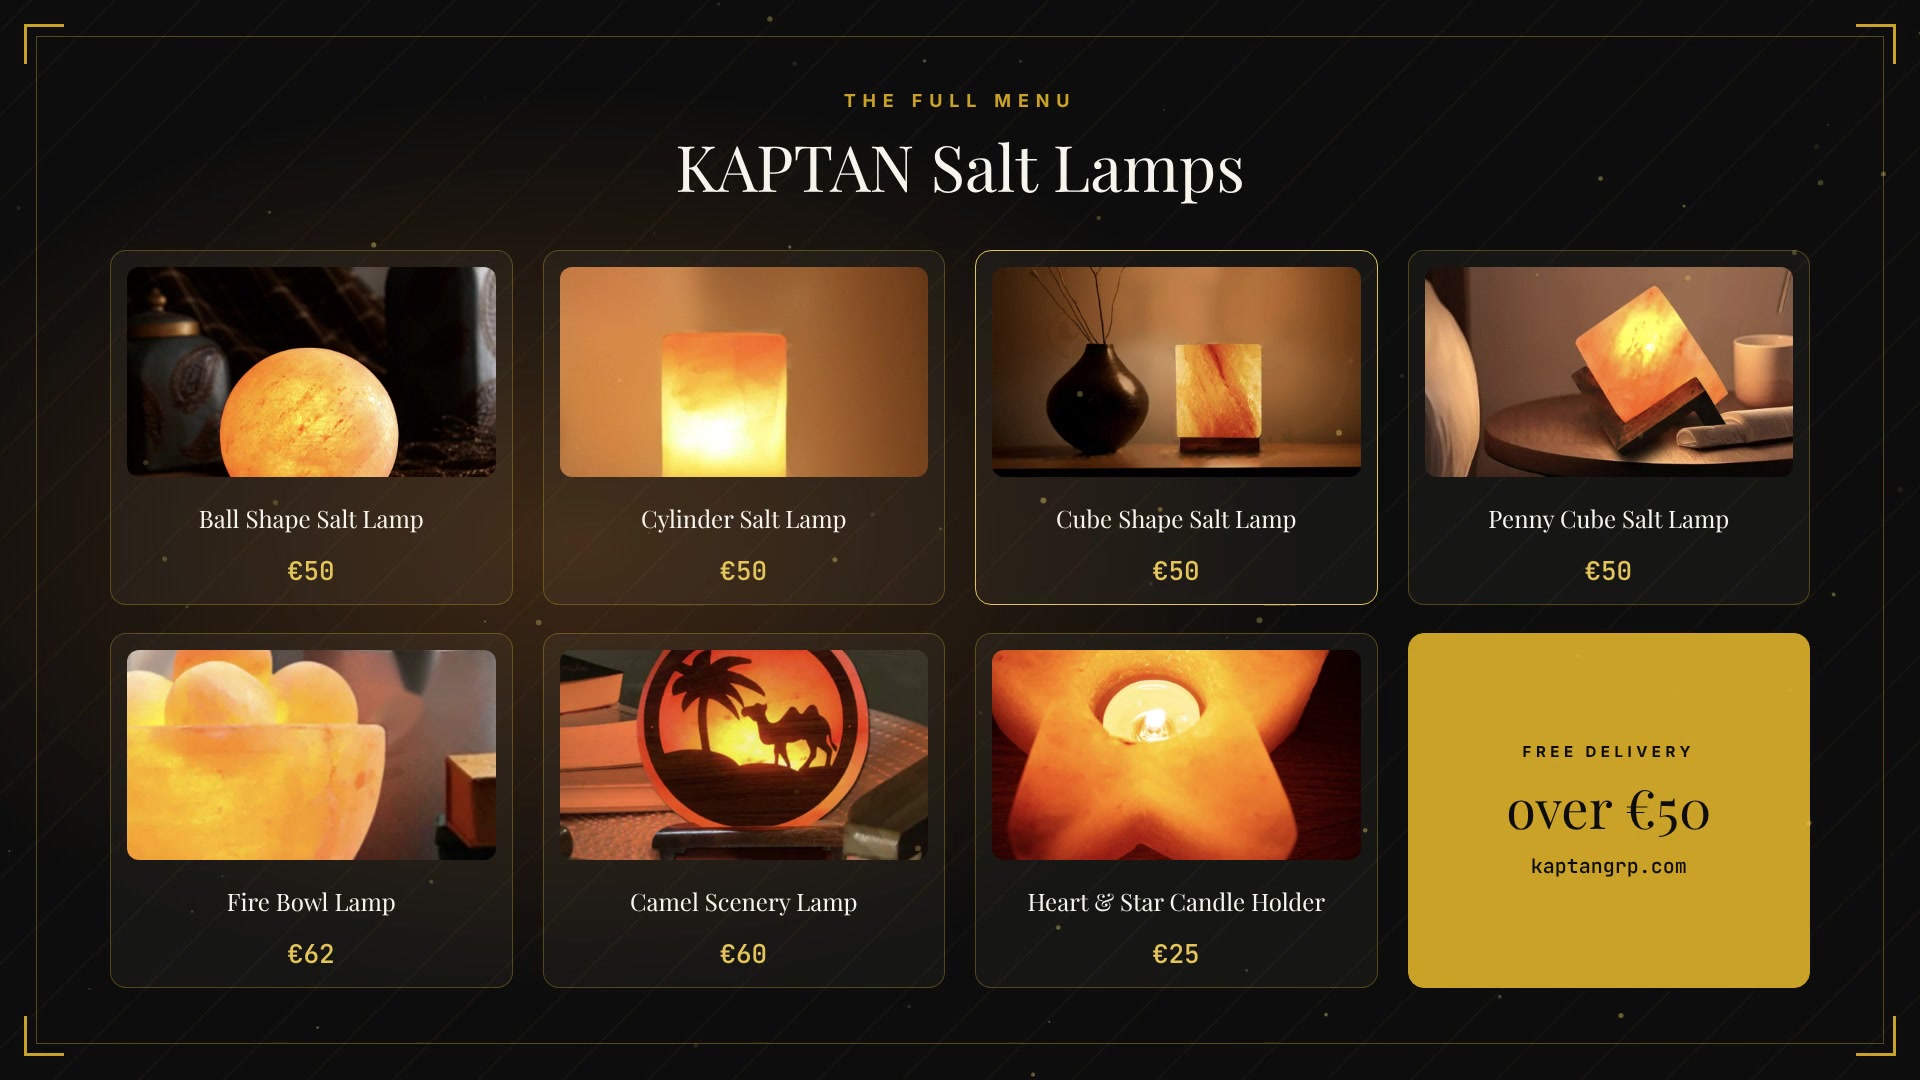 THE FULL MENU
KAPTAN Salt Lamps
Ball Shape Salt Lamp
€50
Cylinder Salt Lamp
€50
Cube Shape Salt Lamp
€50
Penny Cube Salt Lamp
€50
Fire Bowl Lamp
€62
Camel Scenery Lamp
€60
Heart & Star Candle Holder
€25
FREE DELIVERY
over €50
kaptangrp.com